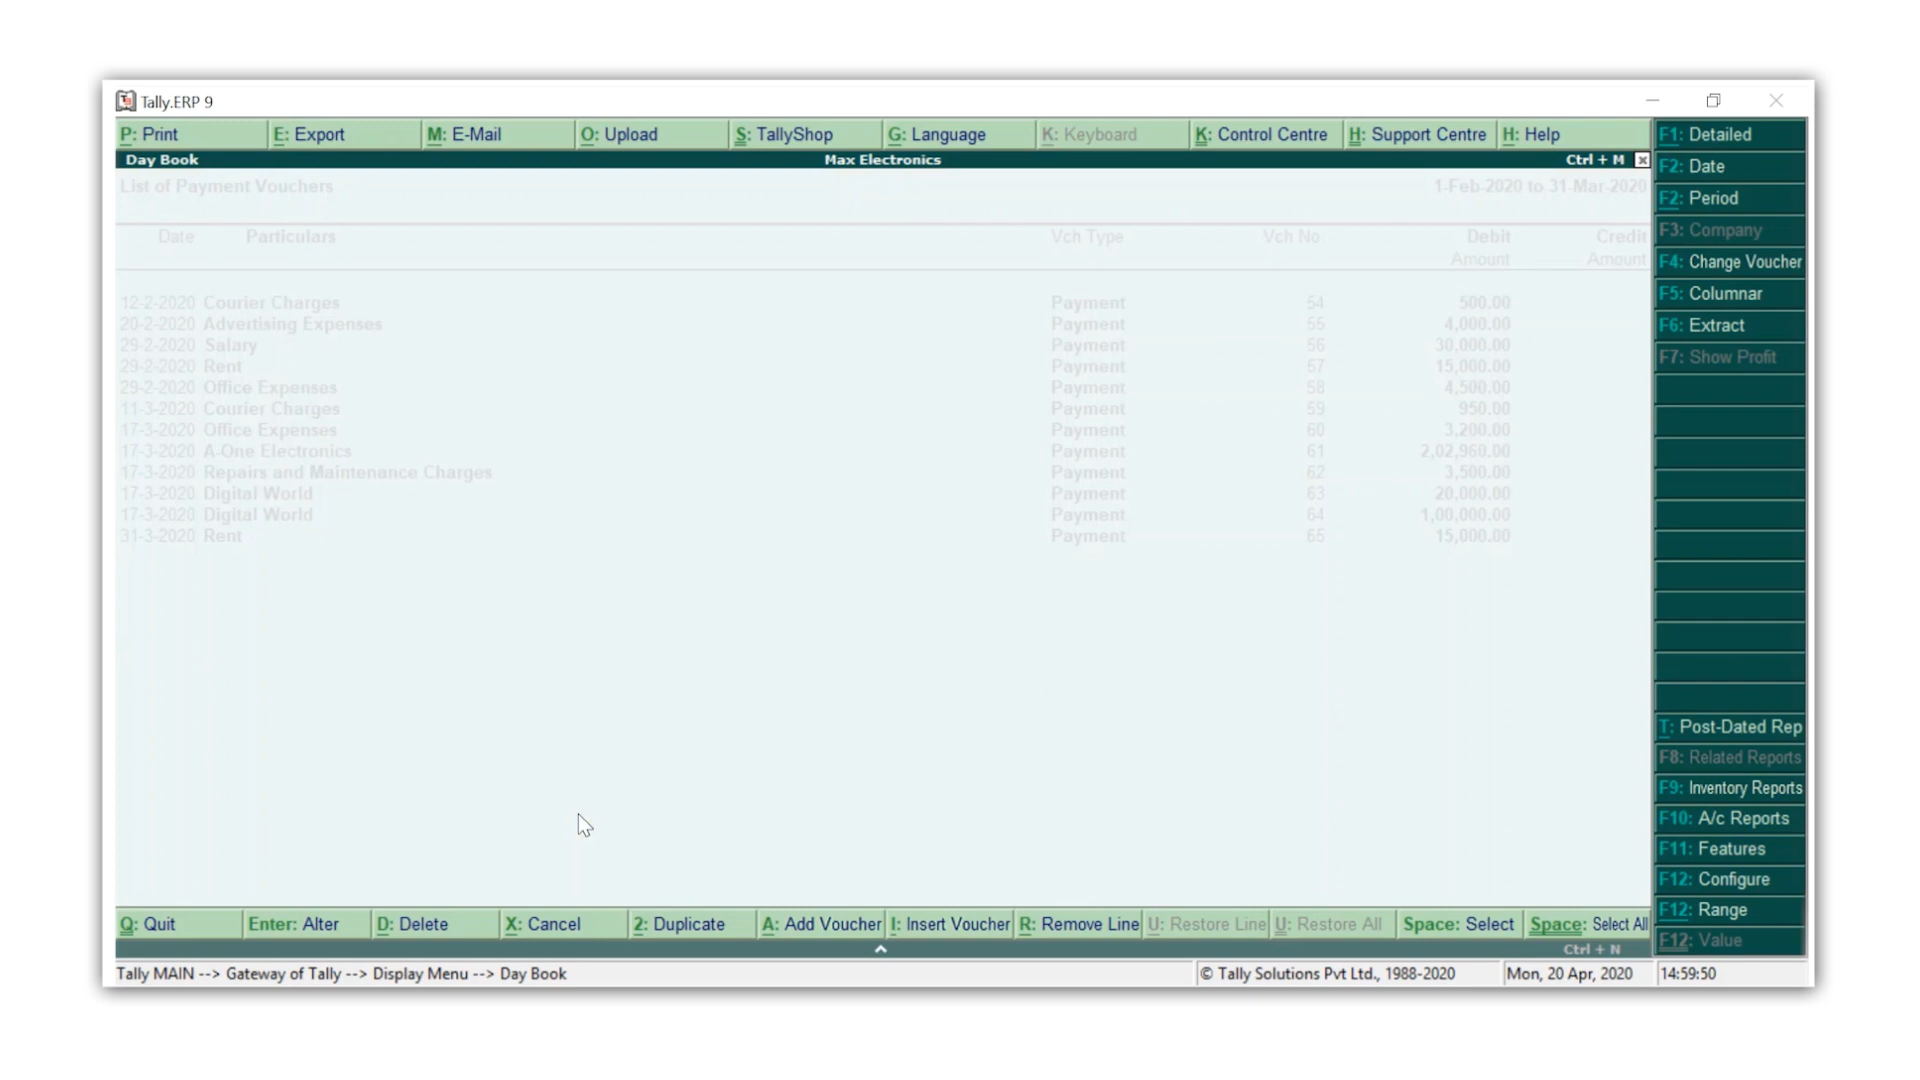 Tally.ERP 9
P: Print E: Export M: E-Mail O: Upload S: TallyShop G: Language K: Keyboard K: Control Centre H: Support Centre H: Help
Day Book Max Electronics Ctrl + M
List of Payment Vouchers 1-Feb-2020 to 31-Mar-2020
Date Particulars Vch Type Vch No Debit Credit
Amount Amount
12-2-2020 Courier Charges Payment 54 500.00
20-2-2020 Advertising Expenses Payment 55 4,000.00
29-2-2020 Salary Payment 56 30,000.00
29-2-2020 Rent Payment 57 15,000.00
29-2-2020 Office Expenses Payment 58 4,500.00
11-3-2020 Courier Charges Payment 59 950.00
17-3-2020 Office Expenses Payment 60 3,200.00
17-3-2020 A-One Electronics Payment 61 2,02,960.00
17-3-2020 Repairs and Maintenance Charges Payment 62 3,500.00
17-3-2020 Digital World Payment 63 20,000.00
17-3-2020 Digital World Payment 64 1,00,000.00
31-3-2020 Rent Payment 65 15,000.00
F1: Detailed
F2: Date
F2: Period
F3: Company
F4: Change Voucher
F5: Columnar
F6: Extract
F7: Show Profit
T: Post-Dated Rep
F8: Related Reports
F9: Inventory Reports
F10: A/c Reports
F11: Features
F12: Configure
F12: Range
F12: Value
Q: Quit Enter: Alter D: Delete X: Cancel 2: Duplicate A: Add Voucher I: Insert Voucher R: Remove Line U: Restore Line U: Restore All Space: Select Space: Select All
Ctrl + N
Tally MAIN --> Gateway of Tally --> Display Menu --> Day Book © Tally Solutions Pvt Ltd., 1988-2020 Mon, 20 Apr, 2020 14:59:50